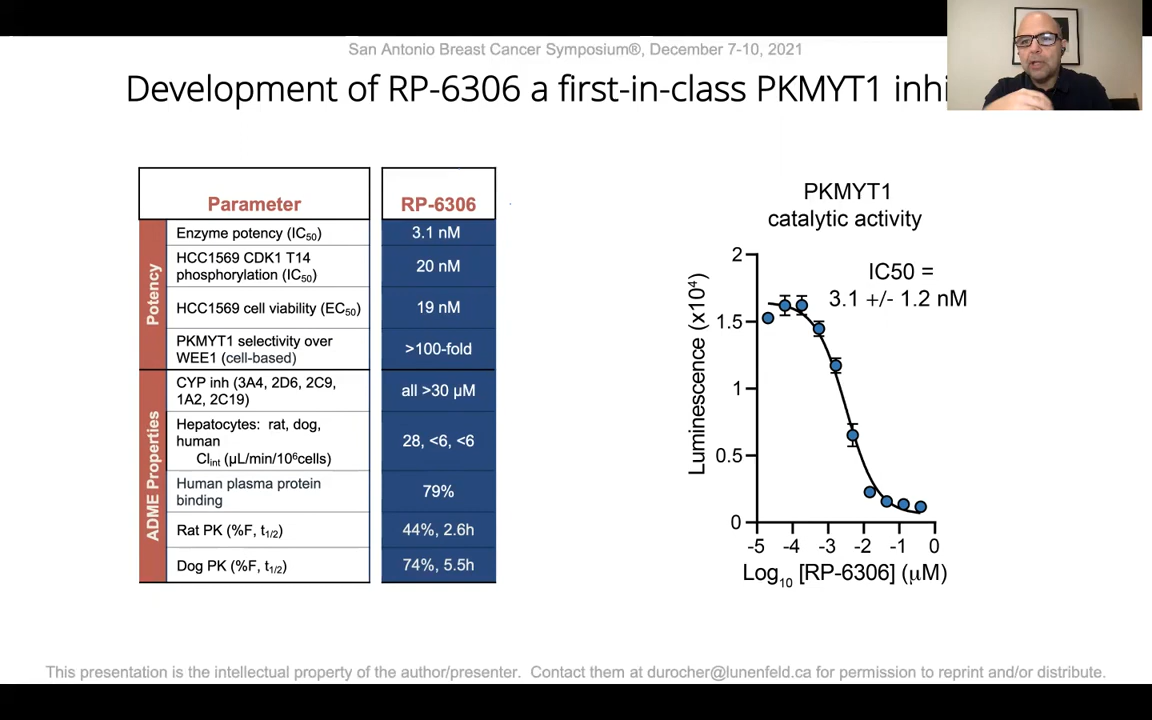 San Antonio Breast Cancer Symposium®, December 7-10, 2021
Development of RP-6306 a first-in-class PKMYT1 inhi
Parameter
RP-6306
Potency
Enzyme potency (IC₅₀)
3.1 nM
HCC1569 CDK1 T14
phosphorylation (IC₅₀)
20 nM
HCC1569 cell viability (EC₅₀)
19 nM
PKMYT1 selectivity over
WEE1 (cell-based)
>100-fold
ADME Properties
CYP inh (3A4, 2D6, 2C9,
1A2, 2C19)
all >30 µM
Hepatocytes: rat, dog,
human
Clᵢₙₜ (µL/min/10⁶cells)
28, <6, <6
Human plasma protein
binding
79%
Rat PK (%F, t₁/₂)
44%, 2.6h
Dog PK (%F, t₁/₂)
74%, 5.5h
PKMYT1
catalytic activity
IC50 =
3.1 +/- 1.2 nM
Luminescence (x10⁴)
2
1.5
1
0.5
0
-5 -4 -3 -2 -1 0
Log₁₀ [RP-6306] (µM)
This presentation is the intellectual property of the author/presenter. Contact them at durocher@lunenfeld.ca for permission to reprint and/or distribute.